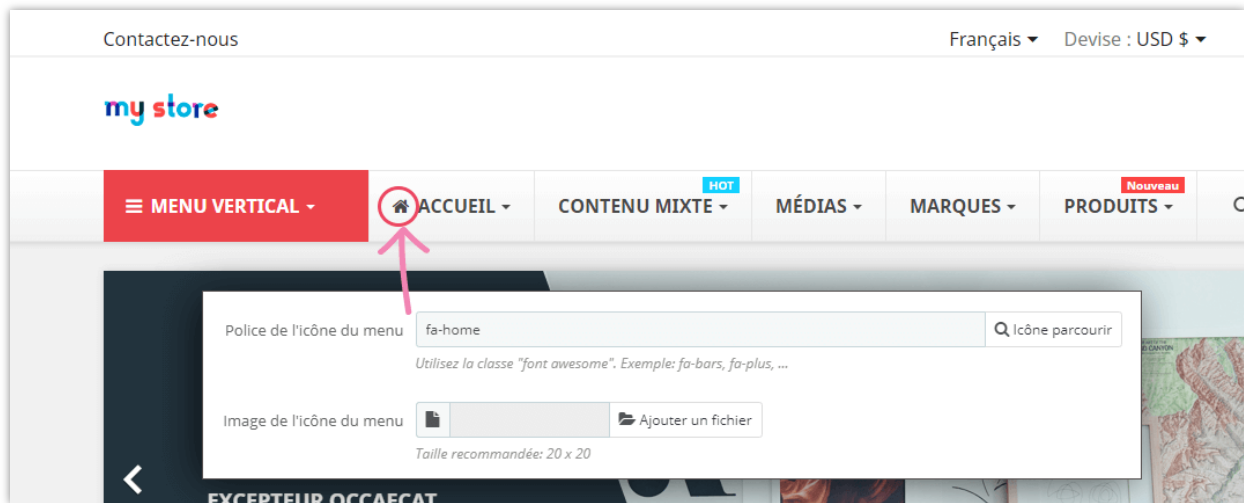 Contactez-nous
Français
Devise : USD $
my store
MENU VERTICAL
ACCUEIL
HOT
CONTENU MIXTE
MÉDIAS
MARQUES
Nouveau
PRODUITS
Police de l'icône du menu
fa-home
Icône parcourir
Utilisez la classe "font awesome". Exemple: fa-bars, fa-plus, ...
Image de l'icône du menu
Ajouter un fichier
Taille recommandée: 20 x 20
EXCEPTEUR OCCAECAT